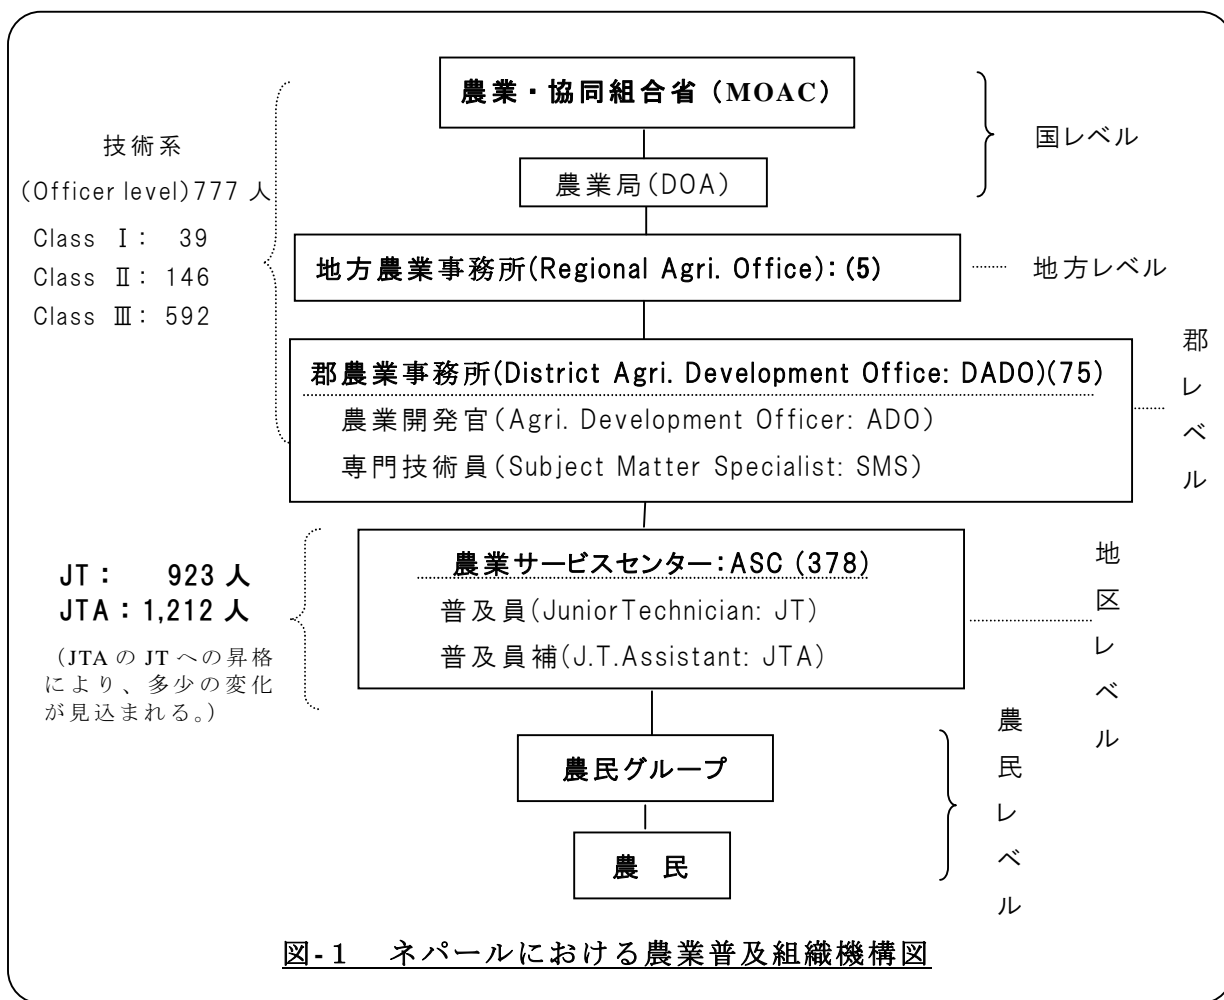 農業・協同組合省（MOAC）
国レベル
農業局(DOA)
技術系
(Officer level)777 人
Class Ⅰ： 39
Class Ⅱ： 146
Class Ⅲ： 592
地方農業事務所(Regional Agri. Office)：(5)
地方レベル
郡農業事務所(District Agri. Development Office: DADO)(75)
農業開発官(Agri. Development Officer: ADO)
専門技術員(Subject Matter Specialist: SMS)
郡レベル
農業サービスセンター：ASC (378)
普及員(JuniorTechnician: JT)
普及員補(J.T.Assistant: JTA)
地区レベル
JT： 923 人
JTA：1,212 人
（JTA の JT への昇格
により、多少の変化
が見込まれる。）
農民グループ
農 民
農民レベル
図-１ ネパールにおける農業普及組織機構図